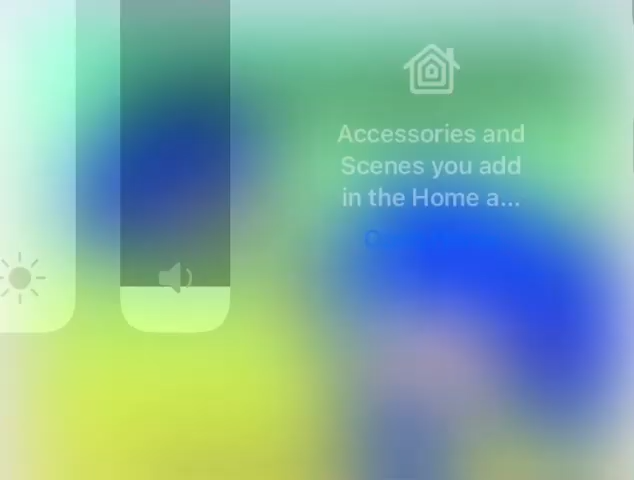 Accessories and
Scenes you add
in the Home a...